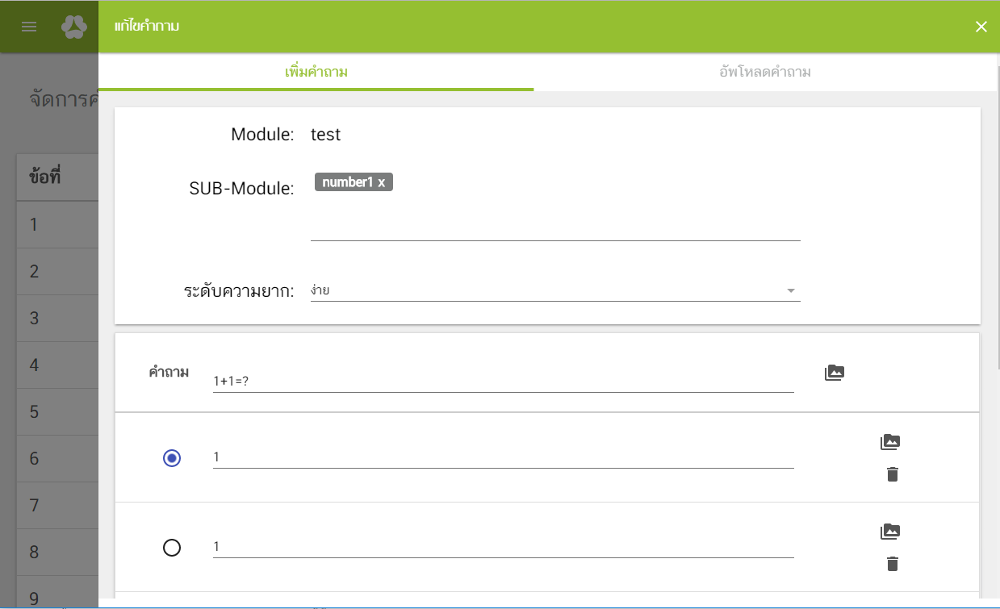 แก้ไขคำถาม
เพิ่มคำถาม
อัพโหลดคำถาม
จัดการค
ข้อที่
1
2
3
4
5
6
7
8
9
Module: test
SUB-Module: number1 x
ระดับความยาก: ง่าย
คำถาม 1+1=?
1
1